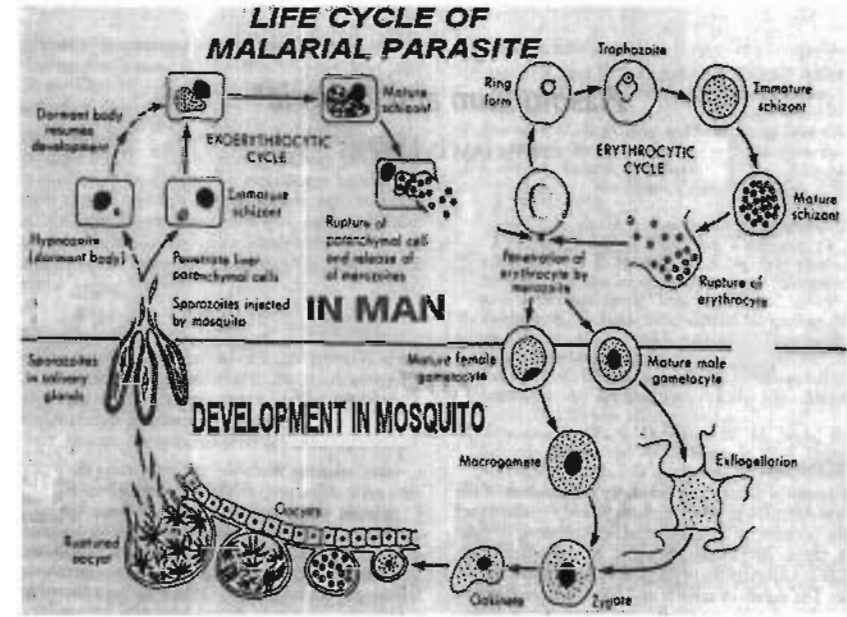 LIFE CYCLE OF
MALARIAL PARASITE
Dormant body
resumes
development
EXOERYTHROCYTIC
CYCLE
Mature
schizont
Immature
schizont
Hypnozoite
(dormant body)
Penetrate liver
parenchymal cells
Sporozoites injected
by mosquito
Rupture of
parenchymal cell
and release of
of merozoites
Ring
form
Trophozoite
Immature
schizont
ERYTHROCYTIC
CYCLE
Mature
schizont
Rupture of
erythrocyte
Penetration of
erythrocyte by
merozoite
IN MAN
Sporozoites
in salivary
glands
Mature female
gametocyte
Mature male
gametocyte
DEVELOPMENT IN MOSQUITO
Macrogamete
Exflagellation
Oocysts
Ruptured
oocyst
Ookinete
Zygote